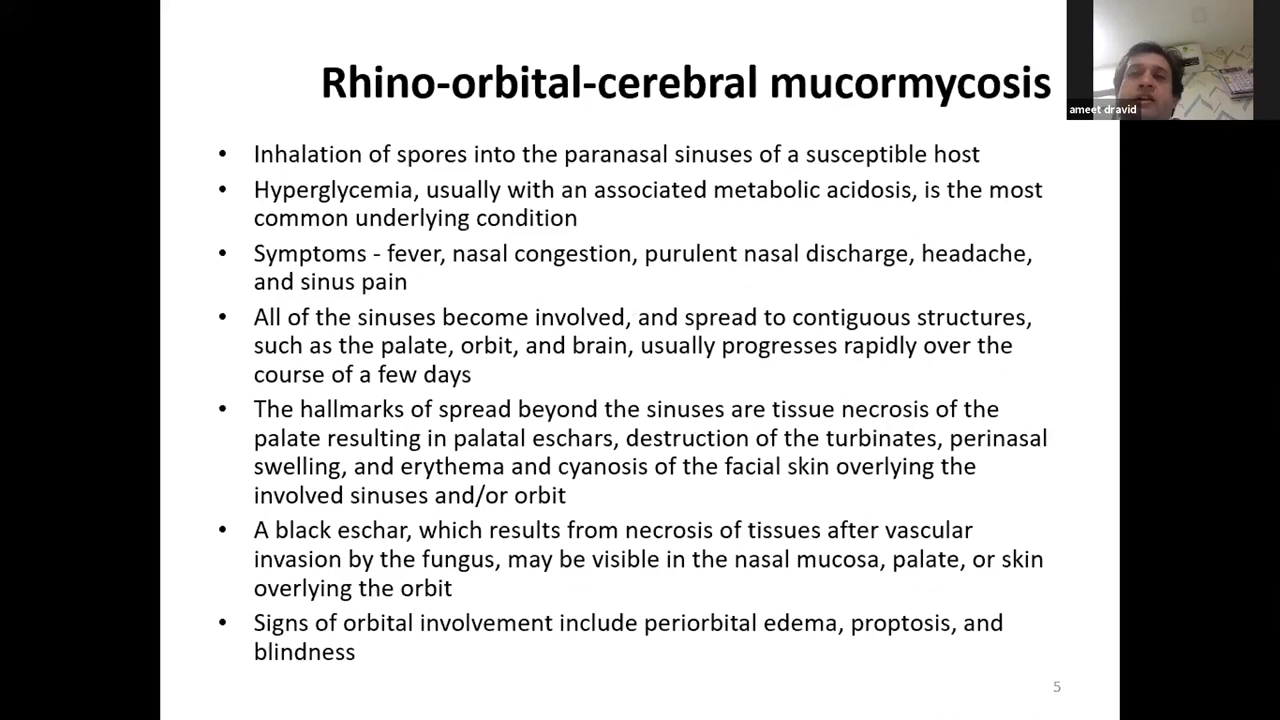 Rhino-orbital-cerebral mucormycosis
ameet dravid
• Inhalation of spores into the paranasal sinuses of a susceptible host
• Hyperglycemia, usually with an associated metabolic acidosis, is the most
common underlying condition
• Symptoms - fever, nasal congestion, purulent nasal discharge, headache,
and sinus pain
• All of the sinuses become involved, and spread to contiguous structures,
such as the palate, orbit, and brain, usually progresses rapidly over the
course of a few days
• The hallmarks of spread beyond the sinuses are tissue necrosis of the
palate resulting in palatal eschars, destruction of the turbinates, perinasal
swelling, and erythema and cyanosis of the facial skin overlying the
involved sinuses and/or orbit
• A black eschar, which results from necrosis of tissues after vascular
invasion by the fungus, may be visible in the nasal mucosa, palate, or skin
overlying the orbit
• Signs of orbital involvement include periorbital edema, proptosis, and
blindness
5